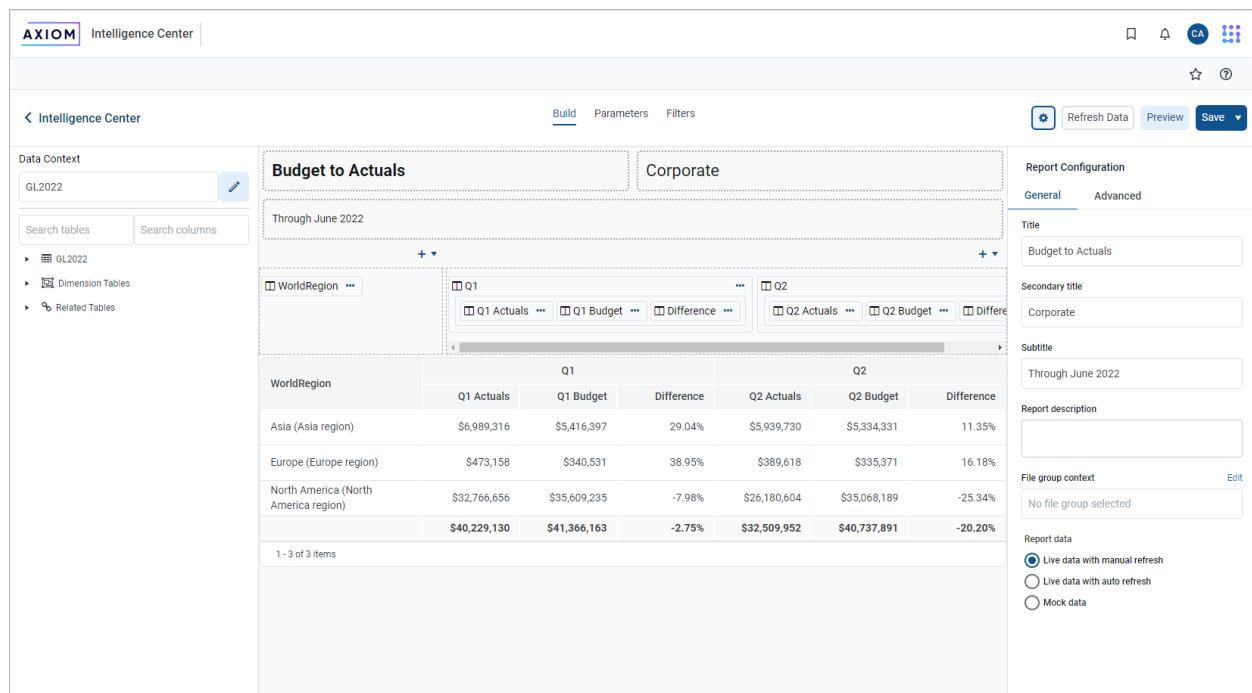 AXIOM Intelligence Center
CA
Intelligence Center
Build Parameters Filters
Refresh Data Preview Save
Data Context
GL2022
Search tables Search columns
GL2022
Dimension Tables
Related Tables
Budget to Actuals Corporate
Through June 2022
WorldRegion Q1 Q2
Q1 Actuals Q1 Budget Difference Q2 Actuals Q2 Budget Differe
WorldRegion Q1 Q2
Q1 Actuals Q1 Budget Difference Q2 Actuals Q2 Budget Difference
Asia (Asia region) $6,989,316 $5,416,397 29.04% $5,939,730 $5,334,331 11.35%
Europe (Europe region) $473,158 $340,531 38.95% $389,618 $335,371 16.18%
North America (North
America region) $32,766,656 $35,609,235 -7.98% $26,180,604 $35,068,189 -25.34%
$40,229,130 $41,366,163 -2.75% $32,509,952 $40,737,891 -20.20%
1 - 3 of 3 items
Report Configuration
General Advanced
Title
Budget to Actuals
Secondary title
Corporate
Subtitle
Through June 2022
Report description
File group context Edit
No file group selected
Report data
Live data with manual refresh
Live data with auto refresh
Mock data